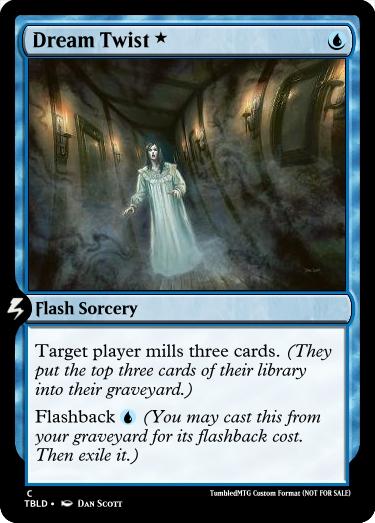 Dream Twist ★
Flash Sorcery
Target player mills three cards. (They
put the top three cards of their library
into their graveyard.)
Flashback (You may cast this from
your graveyard for its flashback cost.
Then exile it.)
C
TBLD • Dan Scott
TumbledMTG Custom Format (NOT FOR SALE)